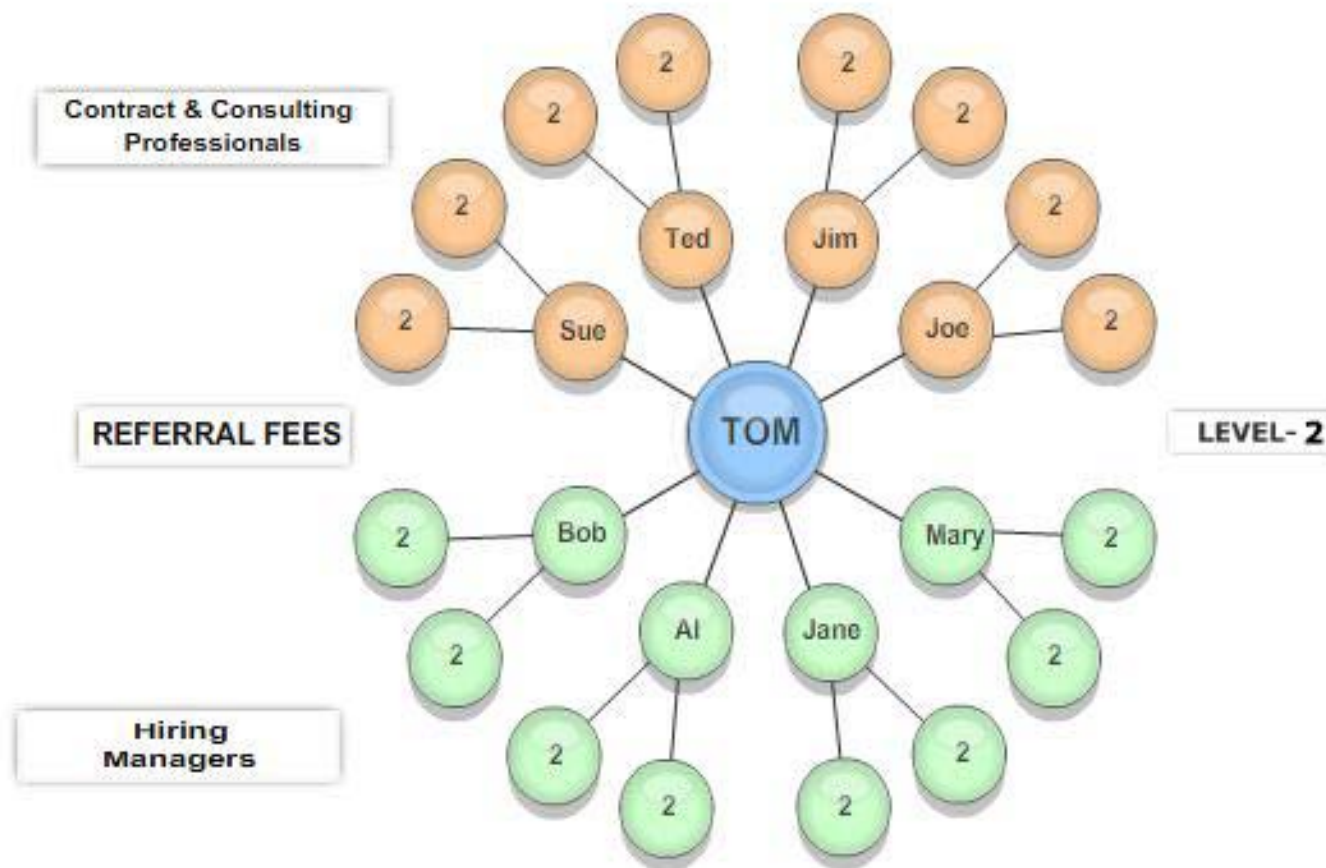 2 2
Contract & Consulting
Professionals
2 2
2 2
Ted Jim
2 2
Sue Joe
TOM
REFERRAL FEES
LEVEL- 2
Bob Mary
2 2
Al Jane
2 2
Hiring
Managers
2 2
2 2